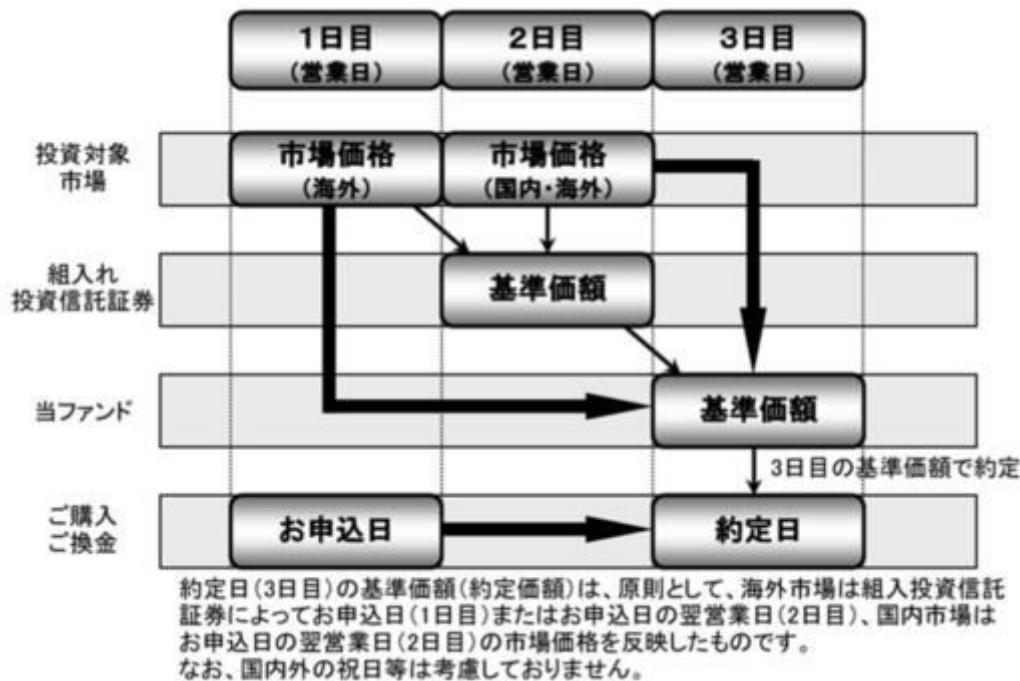 1日目
(営業日)
2日目
(営業日)
3日目
(営業日)
投資対象
市場
市場価格
(海外)
市場価格
(国内・海外)
組入れ
投資信託証券
基準価額
当ファンド
基準価額
3日目の基準価額で約定
ご購入
ご換金
お申込日
約定日
約定日(3日目)の基準価額(約定価額)は、原則として、海外市場は組入投資信託
証券によってお申込日(1日目)またはお申込日の翌営業日(2日目)、国内市場は
お申込日の翌営業日(2日目)の市場価格を反映したものです。
なお、国内外の祝日等は考慮しておりません。